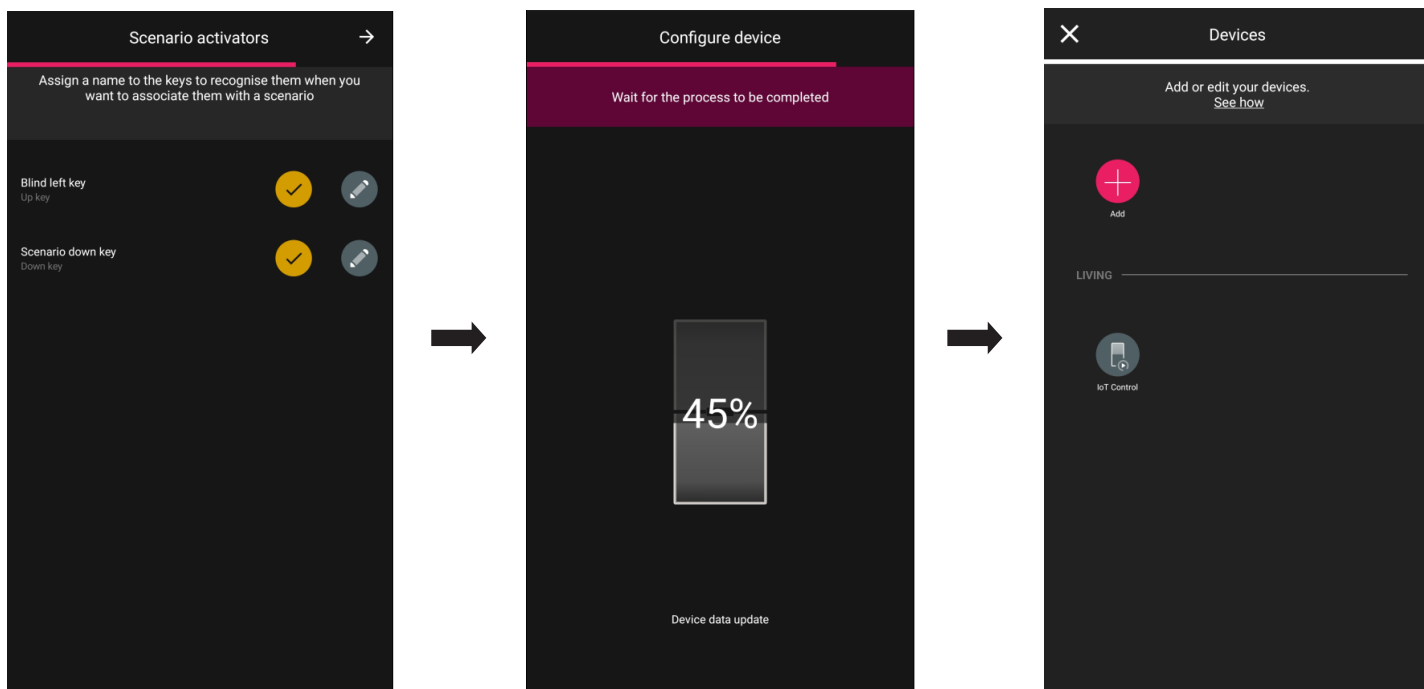 Scenario activators
Assign a name to the keys to recognise them when you
want to associate them with a scenario
Blind left key
Up key
Scenario down key
Down key
Configure device
Wait for the process to be completed
45%
Device data update
Devices
Add or edit your devices.
See how
Add
LIVING
IoT Control